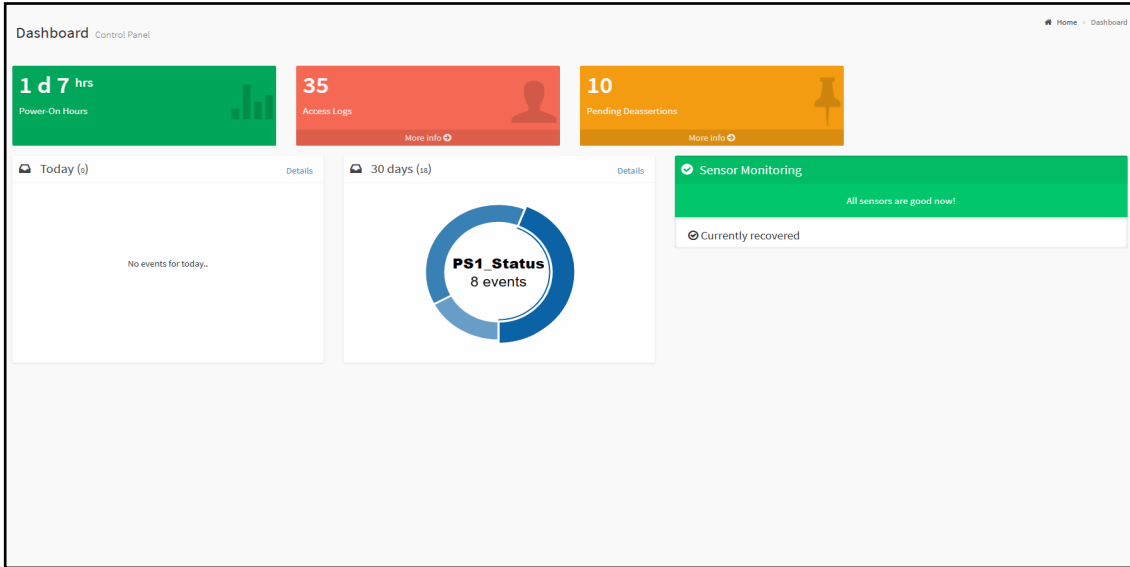 Dashboard Control Panel
Home > Dashboard
1 d 7 hrs
Power-On Hours
35
Access Logs
More info
10
Pending Deassertions
More info
Today (0)
Details
No events for today..
30 days (18)
Details
PS1_Status
8 events
Sensor Monitoring
All sensors are good now!
Currently recovered